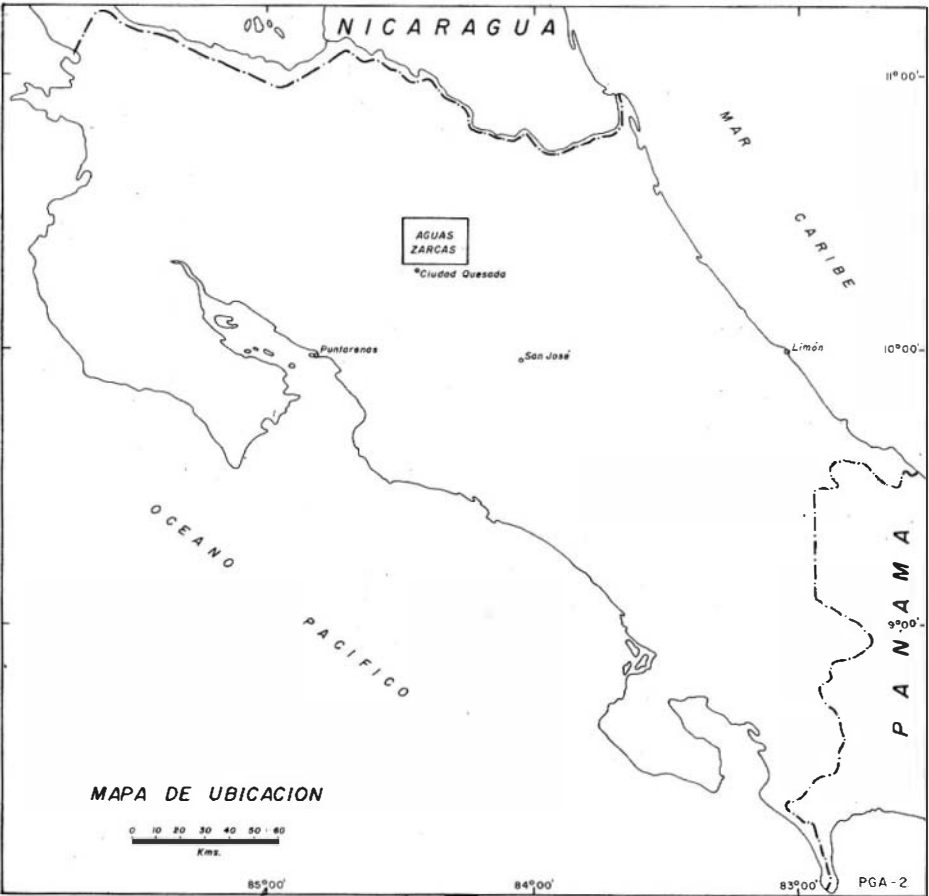 NICARAGUA
11°00'
MAR
CARIBE
AGUAS
ZARCAS
Ciudad Quesada
Puntarenas
San José
Limón
10°00'
OCEANO
PACIFICO
PANAMA
9°00'
MAPA DE UBICACION
0 10 20 30 40 50 60
Kms.
85°00'
84°00'
83°00'
PGA-2